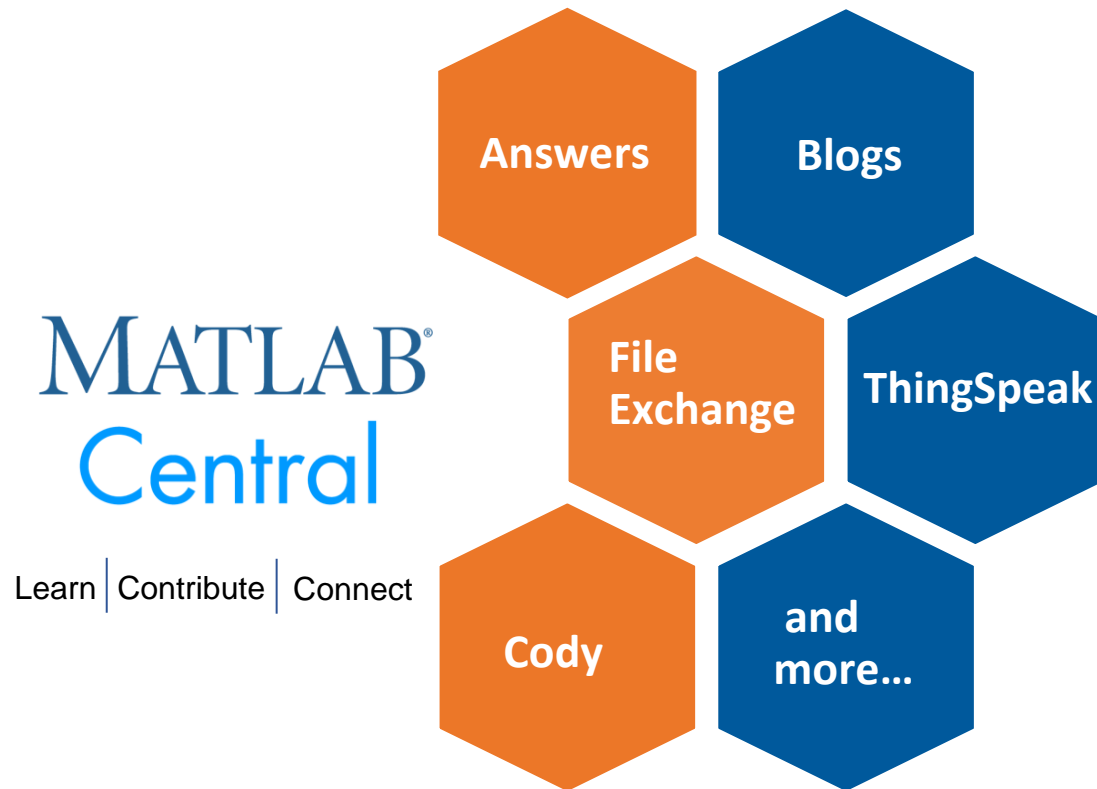 Answers
Blogs
MATLAB®
Central
Learn Contribute Connect
File
Exchange
ThingSpeak
Cody
and
more…